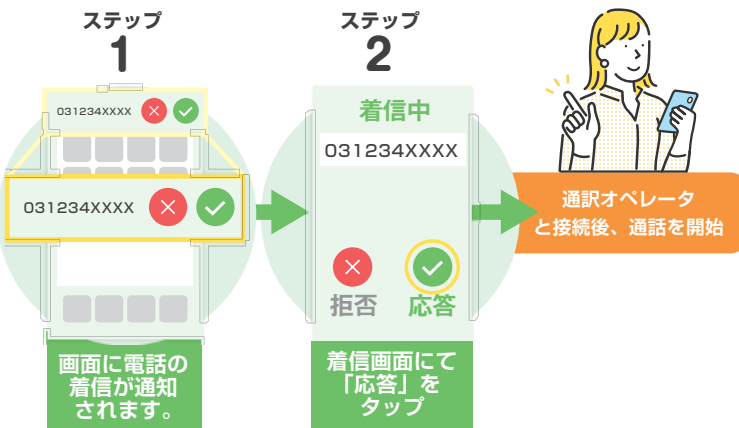 ステップ
1
031234XXXX
031234XXXX
画面に電話の
着信が通知
されます。
ステップ
2
着信中
031234XXXX
拒否
応答
着信画面にて
「応答」を
タップ
通訳オペレータ
と接続後、通話を開始